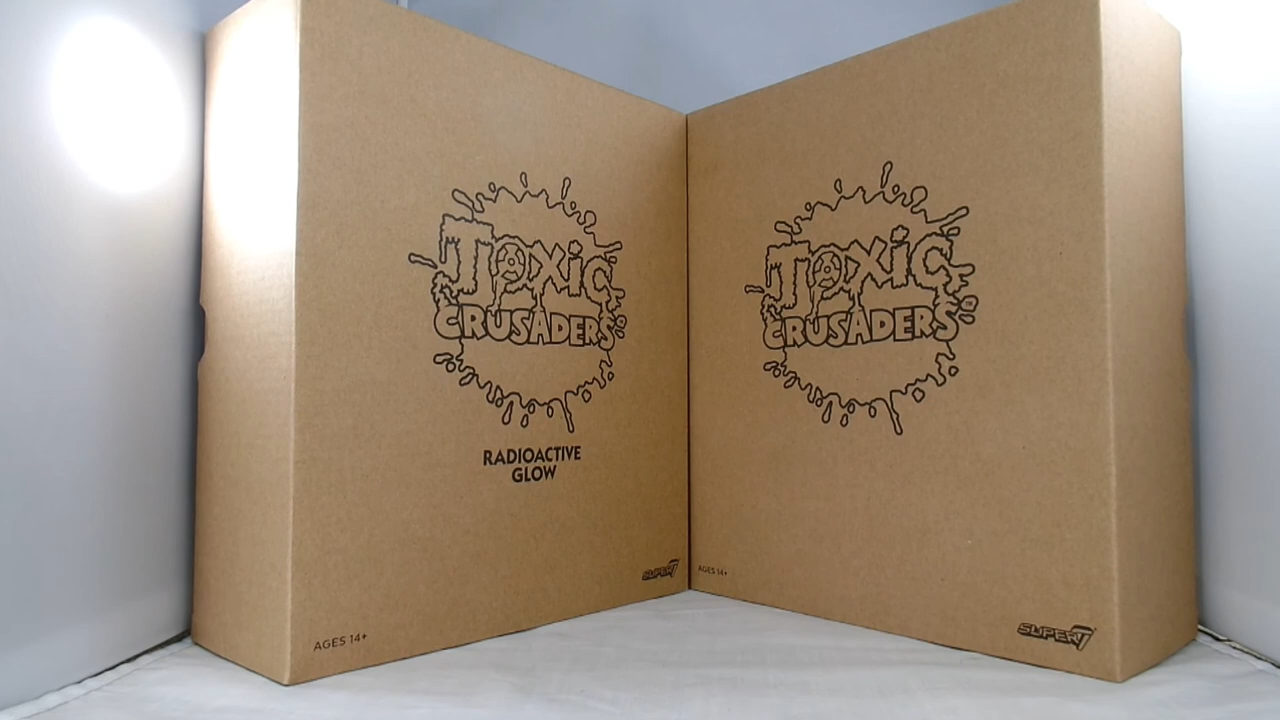 TOXIC
CRUSADERS
RADIOACTIVE
GLOW
AGES 14+
SUPER7
TOXIC
CRUSADERS
AGES 14+
SUPER7